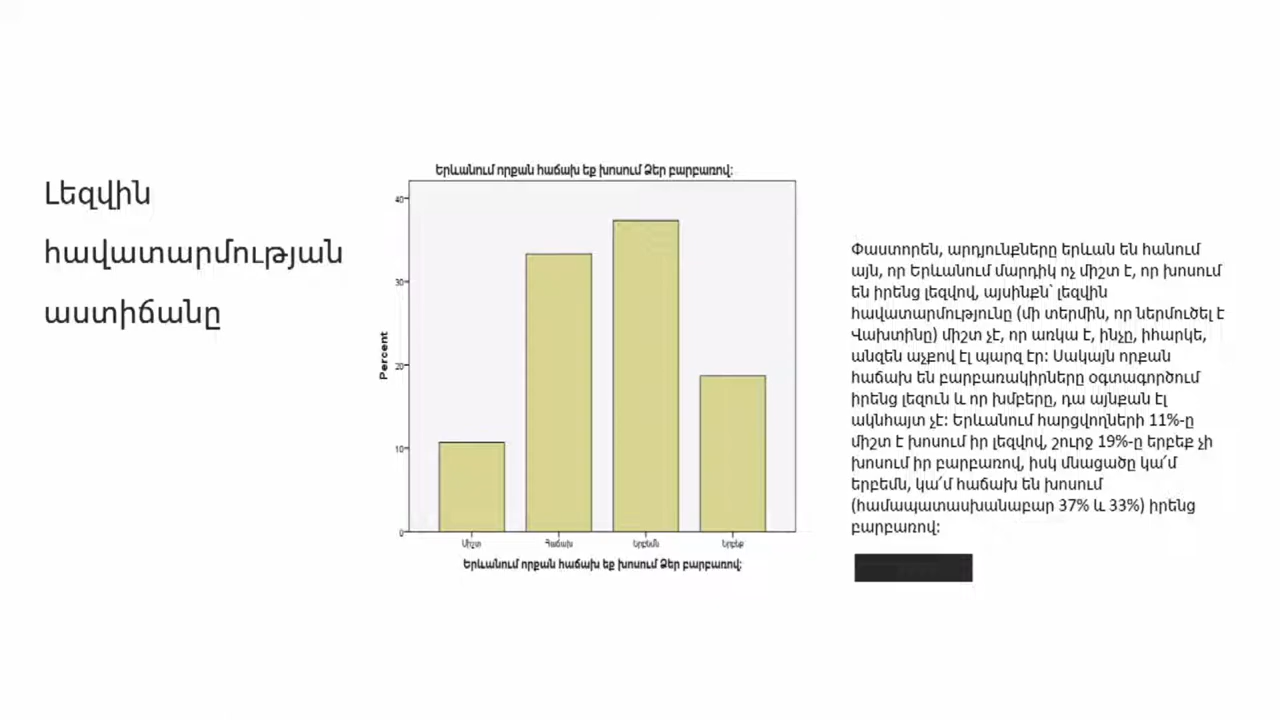 Լեզվին
հավատարմության
աստիճանը
Երևանում որքան հաճախ եք խոսում Ձեր բարբառով:
40
30
20
10
0
Percent
Միշտ
Հաճախ
Երբեմն
Երբեք
Երևանում որքան հաճախ եք խոսում Ձեր բարբառով:
Փաստորեն, արդյունքները երևան են հանում
այն, որ Երևանում մարդիկ ոչ միշտ է, որ խոսում
են իրենց լեզվով, այսինքն՝ լեզվին
հավատարմությունը (մի տերմին, որ ներմուծել է
Վախտինը) միշտ չէ, որ առկա է, ինչը, իհարկե,
անզեն աչքով էլ պարզ էր: Սակայն որքան
հաճախ են բարբառակիրները օգտագործում
իրենց լեզուն և որ խմբերը, դա այնքան էլ
ակնհայտ չէ: Երևանում հարցվողների 11%-ը
միշտ է խոսում իր լեզվով, շուրջ 19%-ը երբեք չի
խոսում իր բարբառով, իսկ մնացածը կա՛մ
երբեմն, կա՛մ հաճախ են խոսում
(համապատասխանաբար 37% և 33%) իրենց
բարբառով: